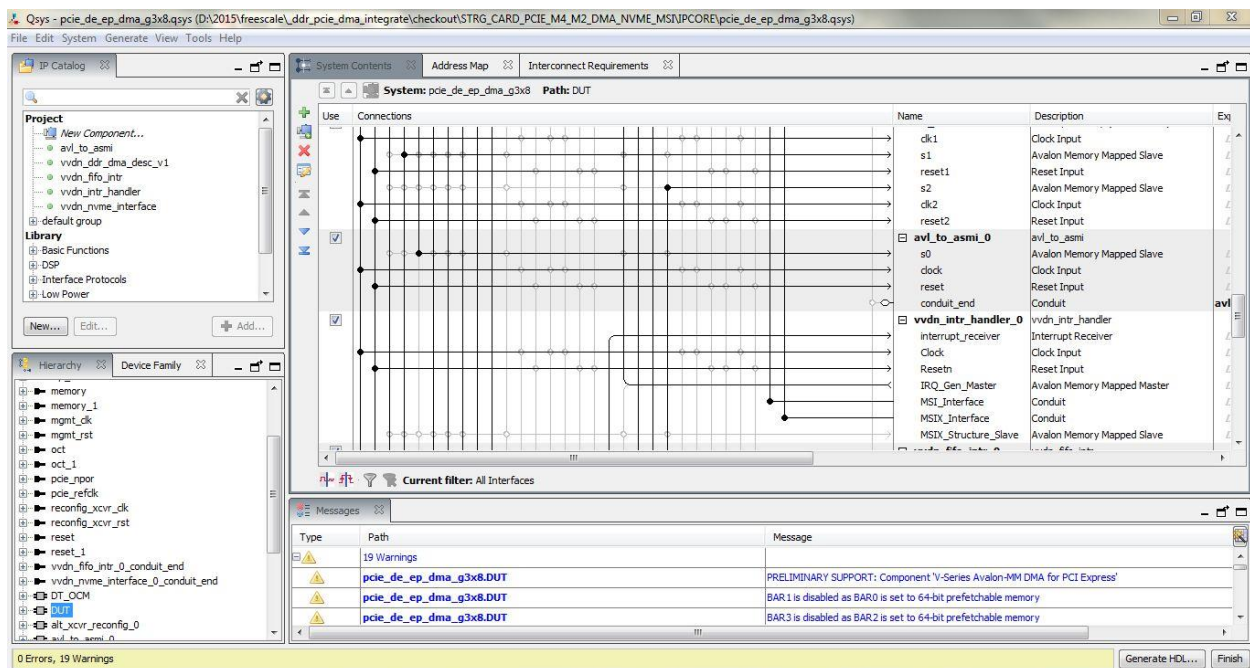 Qsys - pcie_de_ep_dma_g3x8.qsys (D:\2015\freescale\_ddr_pcie_dma_integrate\checkout\STRG_CARD_PCIE_M4_M2_DMA_NVME_MSI\IPCORE\pcie_de_ep_dma_g3x8.qsys)
File Edit System Generate View Tools Help
IP Catalog
Project
New Component...
avl_to_asmi
vvdn_ddr_dma_desc_v1
vvdn_fifo_intr
vvdn_intr_handler
vvdn_nvme_interface
default group
Library
Basic Functions
DSP
Interface Protocols
Low Power
New... Edit... Add...
Hierarchy Device Family
memory
memory_1
mgmt_clk
mgmt_rst
oct
oct_1
pcie_npor
pcie_refclk
reconfig_xcvr_clk
reconfig_xcvr_rst
reset
reset_1
vvdn_fifo_intr_0_conduit_end
vvdn_nvme_interface_0_conduit_end
DT_OCM
DUT
alt_xcvr_reconfig_0
avl_to_asmi_0
System Contents Address Map Interconnect Requirements
System: pcie_de_ep_dma_g3x8 Path: DUT
Use Connections Name Description Exp
clk1 Clock Input
s1 Avalon Memory Mapped Slave
reset1 Reset Input
s2 Avalon Memory Mapped Slave
clk2 Clock Input
reset2 Reset Input
avl_to_asmi_0 avl_to_asmi
s0 Avalon Memory Mapped Slave
clock Clock Input
reset Reset Input
conduit_end Conduit avl
vvdn_intr_handler_0 vvdn_intr_handler
interrupt_receiver Interrupt Receiver
Clock Clock Input
Resetn Reset Input
IRQ_Gen_Master Avalon Memory Mapped Master
MSI_Interface Conduit
MSIX_Interface Conduit
MSIX_Structure_Slave Avalon Memory Mapped Slave
vvdn_fifo_intr_0 vvdn_fifo_intr
Current filter: All Interfaces
Messages
Type Path Message
19 Warnings
pcie_de_ep_dma_g3x8.DUT PRELIMINARY SUPPORT: Component 'V-Series Avalon-MM DMA for PCI Express'
pcie_de_ep_dma_g3x8.DUT BAR1 is disabled as BAR0 is set to 64-bit prefetchable memory
pcie_de_ep_dma_g3x8.DUT BAR3 is disabled as BAR2 is set to 64-bit prefetchable memory
0 Errors, 19 Warnings
Generate HDL... Finish